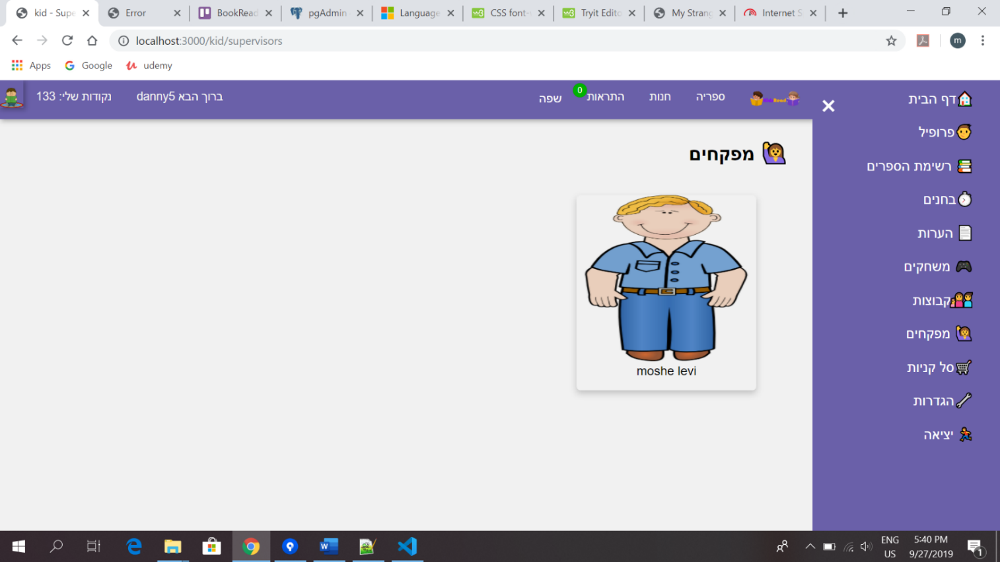 kid - Supe
Error
BookRead
pgAdmin
Language
CSS font-
Tryit Edito
My Strang
Internet S
localhost:3000/kid/supervisors
m
Apps
Google
udemy
ספריה
חנות
התראות
0
שפה
ברוך הבא danny5
נקודות שלי: 133
דף הבית
פרופיל
רשימת הספרים
בחנים
הערות
משחקים
קבוצות
מפקחים
סל קניות
הגדרות
יציאה
מפקחים
moshe levi
ENG
US
5:40 PM
9/27/2019
1